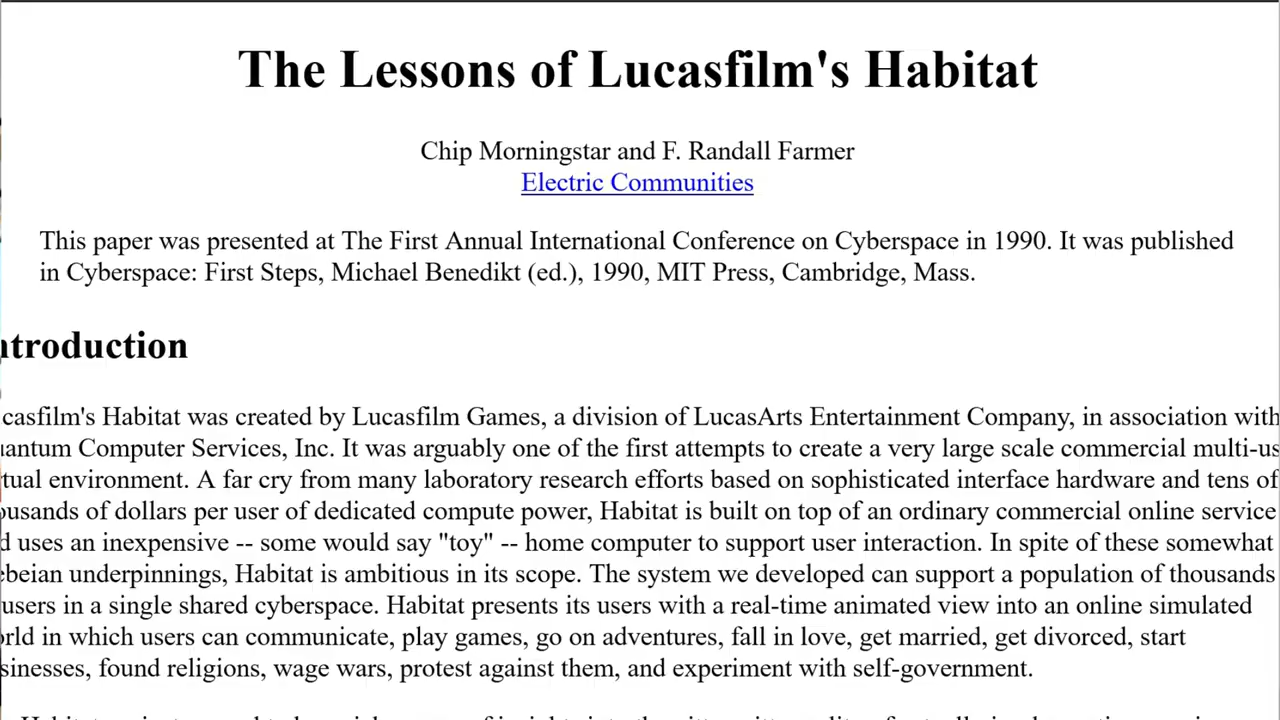 The Lessons of Lucasfilm's Habitat
Chip Morningstar and F. Randall Farmer
Electric Communities
This paper was presented at The First Annual International Conference on Cyberspace in 1990. It was published
in Cyberspace: First Steps, Michael Benedikt (ed.), 1990, MIT Press, Cambridge, Mass.
ntroduction
casfilm's Habitat was created by Lucasfilm Games, a division of LucasArts Entertainment Company, in association with
antum Computer Services, Inc. It was arguably one of the first attempts to create a very large scale commercial multi-us
tual environment. A far cry from many laboratory research efforts based on sophisticated interface hardware and tens of
ousands of dollars per user of dedicated compute power, Habitat is built on top of an ordinary commercial online service
d uses an inexpensive -- some would say "toy" -- home computer to support user interaction. In spite of these somewhat
ebeian underpinnings, Habitat is ambitious in its scope. The system we developed can support a population of thousands
users in a single shared cyberspace. Habitat presents its users with a real-time animated view into an online simulated
orld in which users can communicate, play games, go on adventures, fall in love, get married, get divorced, start
sinesses, found religions, wage wars, protest against them, and experiment with self-government.